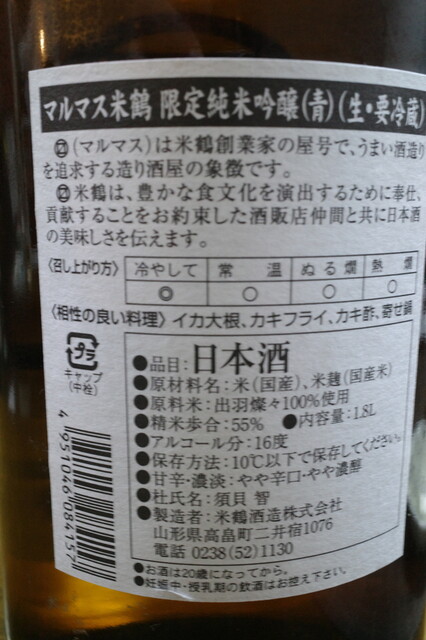 マルマス米鶴 限定純米吟醸(青)(生・要冷蔵)
(マルマス)は米鶴創業家の屋号で、うまい酒造り
を追求する造り酒屋の象徴です。
米鶴は、豊かな食文化を演出するために奉仕、
貢献することをお約束した酒販店仲間と共に日本酒
の美味しさを伝えます。
〈召し上がり方〉 冷やして 常温 ぬる燗 熱燗
◎ ○ ○ ○
〈相性の良い料理〉イカ大根、カキフライ、カキ酢、寄せ鍋
プラ
キャップ
(中栓)
●品目:日本酒
●原材料名:米(国産)、米麹(国産米)
●原料米:出羽燦々100%使用
●精米歩合:55% ●内容量:1.8L
●アルコール分:16度
●保存方法:10℃以下で保存してください。
●甘辛・濃淡:やや辛口・やや濃醇
●杜氏名:須貝 智
●製造者:米鶴酒造株式会社
山形県高畠町二井宿1076
電話 0238(52)1130
4951046084157
●お酒は20歳になってから。
●妊娠中・授乳期の飲酒はお控え下さい。